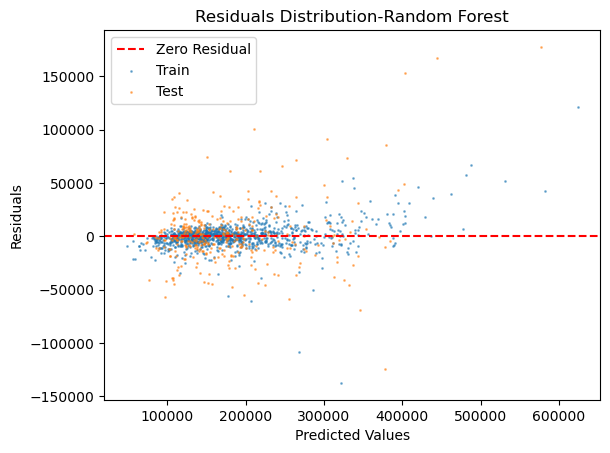 Residuals Distribution-Random Forest
Zero Residual
Train
Test
150000
100000
50000
0
−50000
−100000
−150000
Residuals
100000 200000 300000 400000 500000 600000
Predicted Values